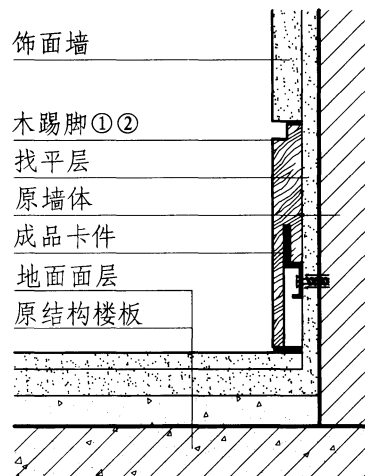 饰面墙
木踢脚①②
找平层
原墙体
成品卡件
地面面层
原结构楼板